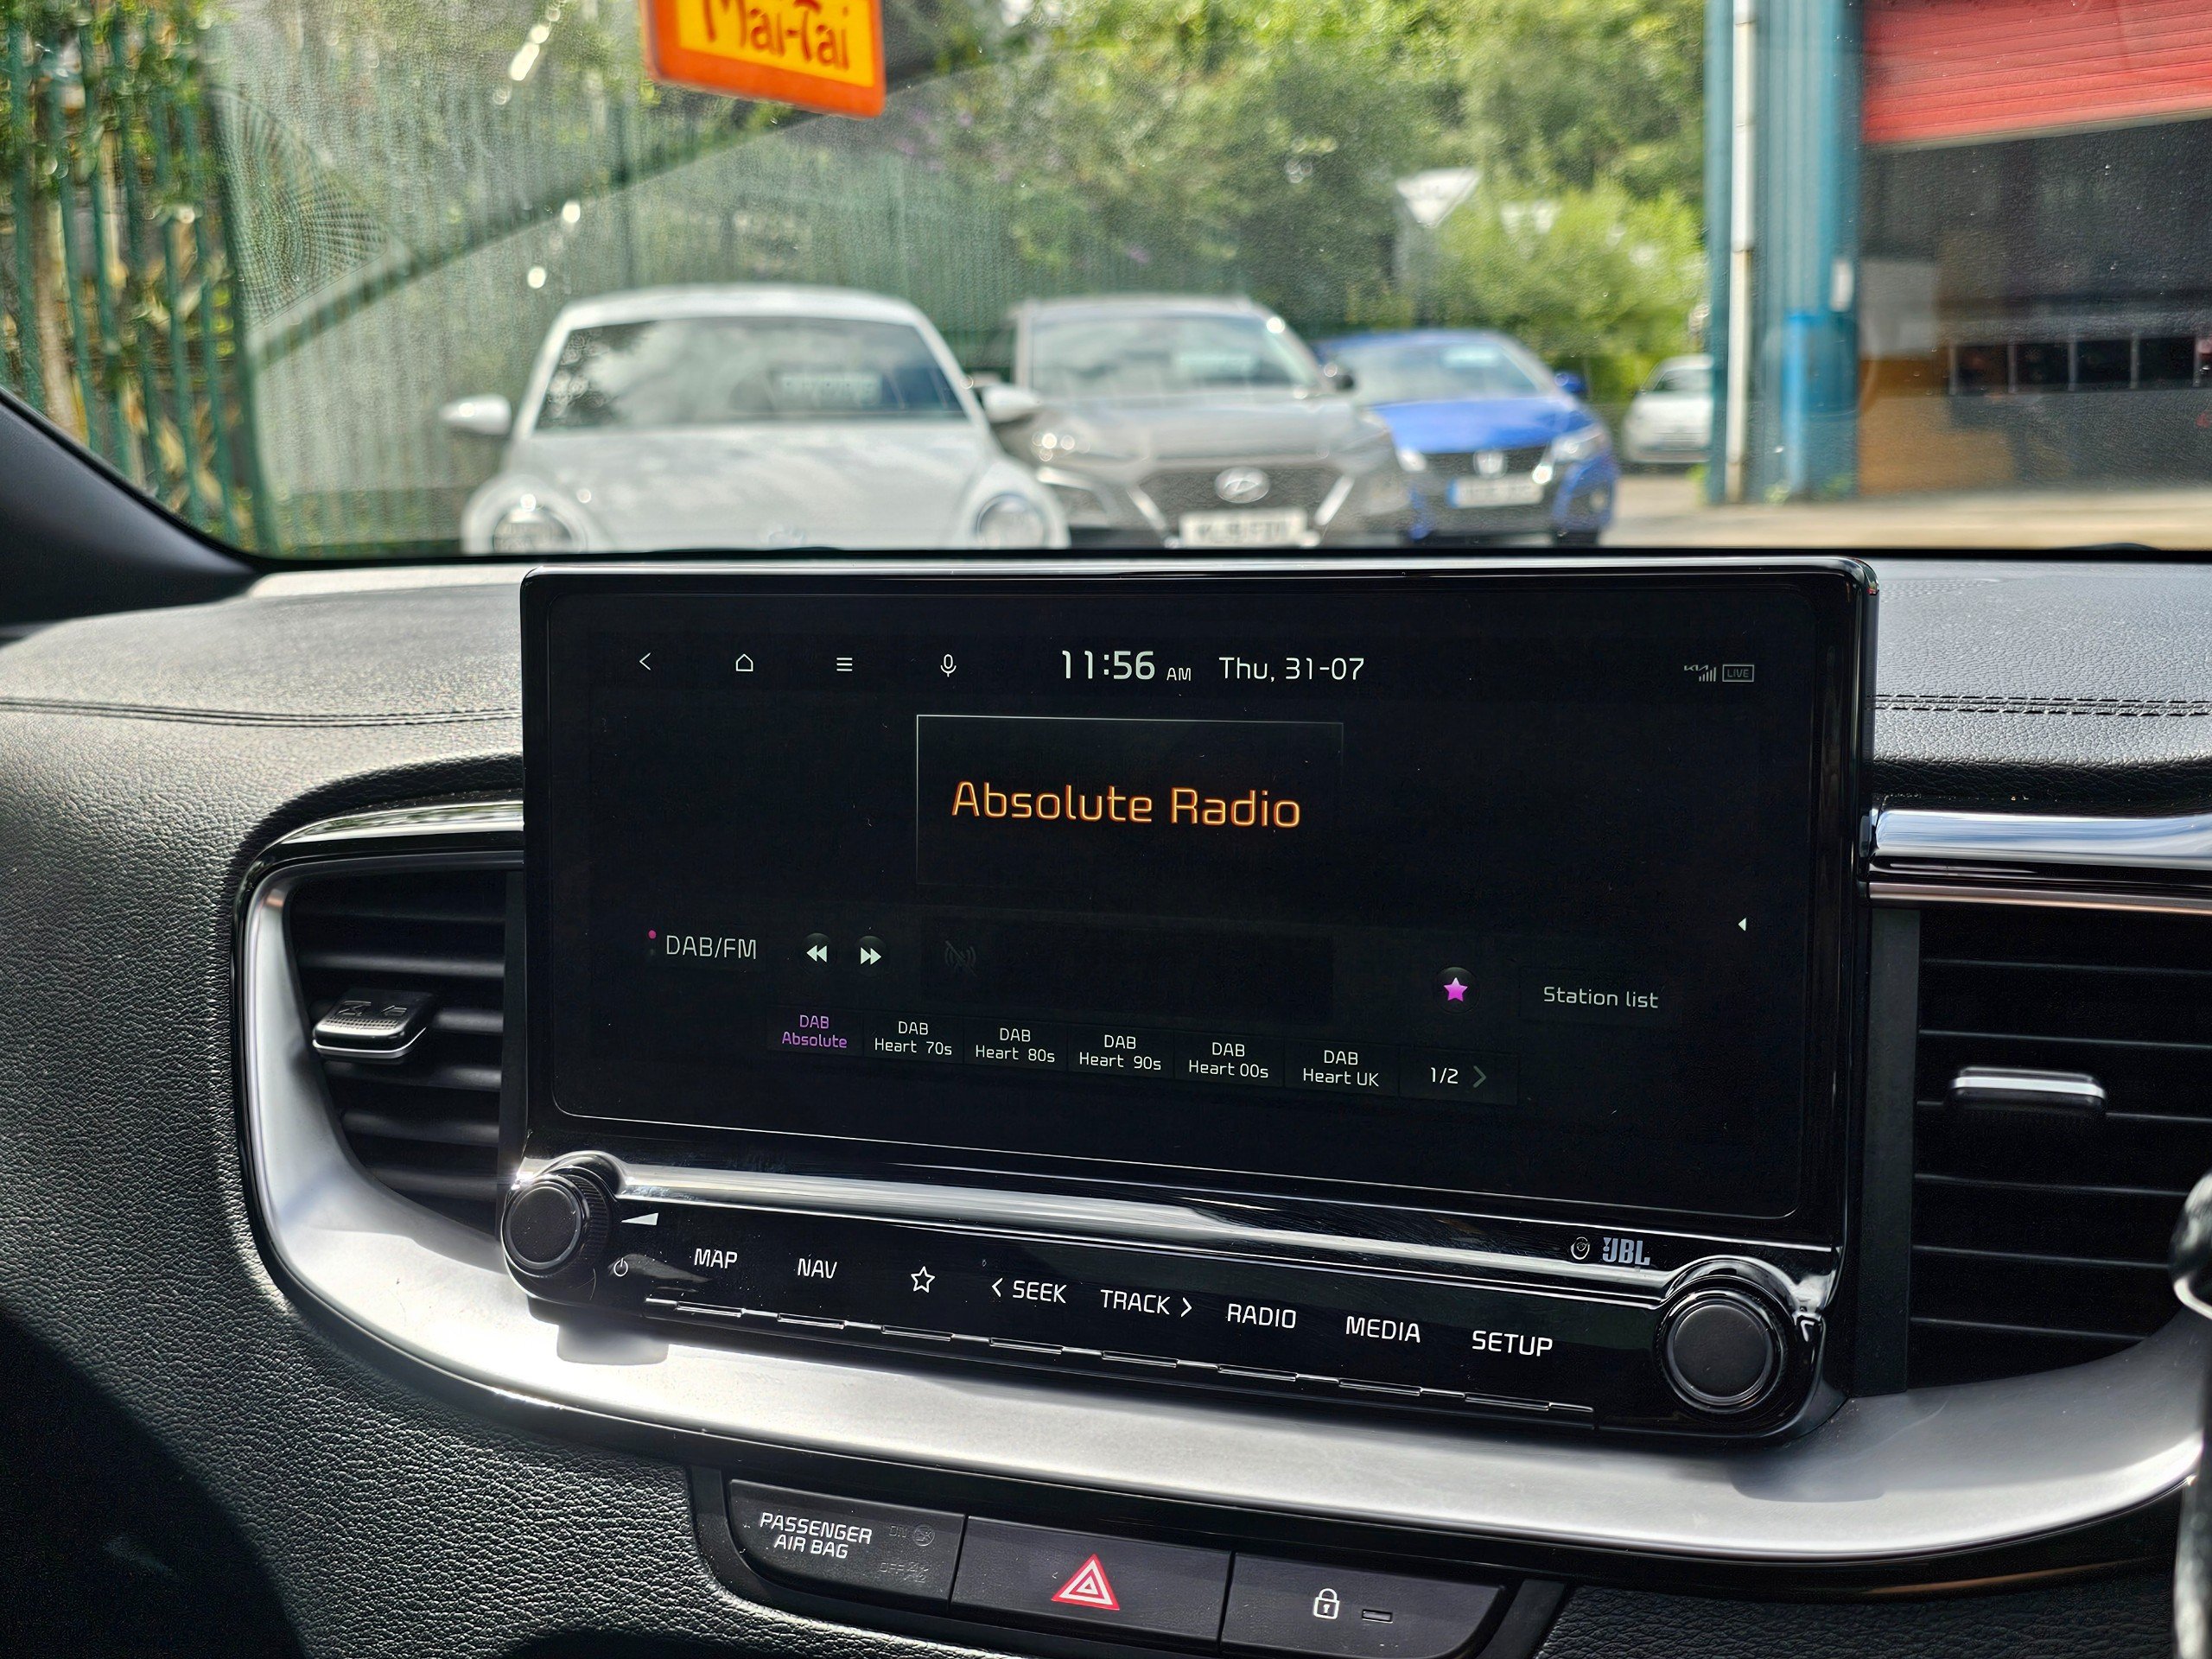 Mai-Tai
11:56 AM Thu, 31-07
LIVE
Absolute Radio
DAB/FM
Station list
DAB
Absolute
DAB
Heart 70s
DAB
Heart 80s
DAB
Heart 90s
DAB
Heart 00s
DAB
Heart UK
1/2
JBL
MAP NAV SEEK TRACK RADIO MEDIA SETUP
PASSENGER
AIR BAG
ON
OFF